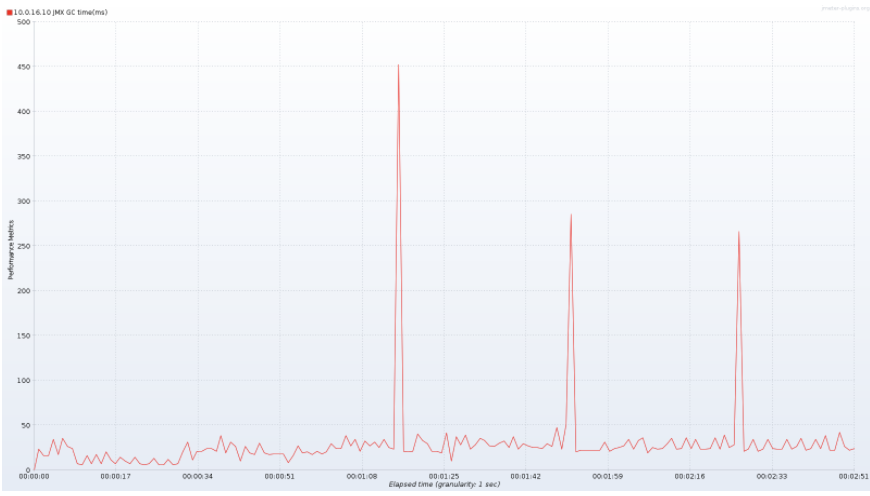 10.0.16.10 JMX GC time(ms)
jmeter-plugins.org
500
450
400
350
300
250
200
150
100
50
0
Performance Metrics
00:00:00 00:00:17 00:00:34 00:00:51 00:01:08 00:01:25 00:01:42 00:01:59 00:02:16 00:02:33 00:02:51
Elapsed time (granularity: 1 sec)